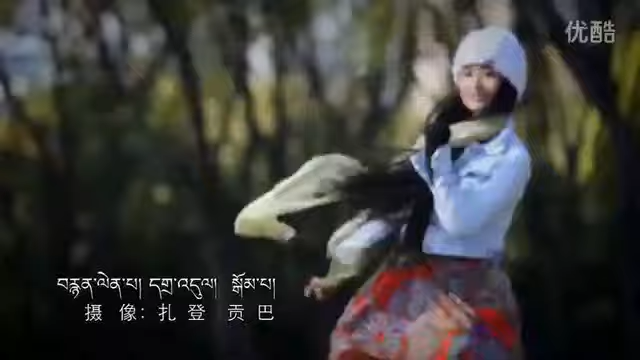 优酷
བརྙན་ལེན་པ། དགྲ་འདུལ། སྒོམ་པ།
摄 像: 扎 登 贡 巴